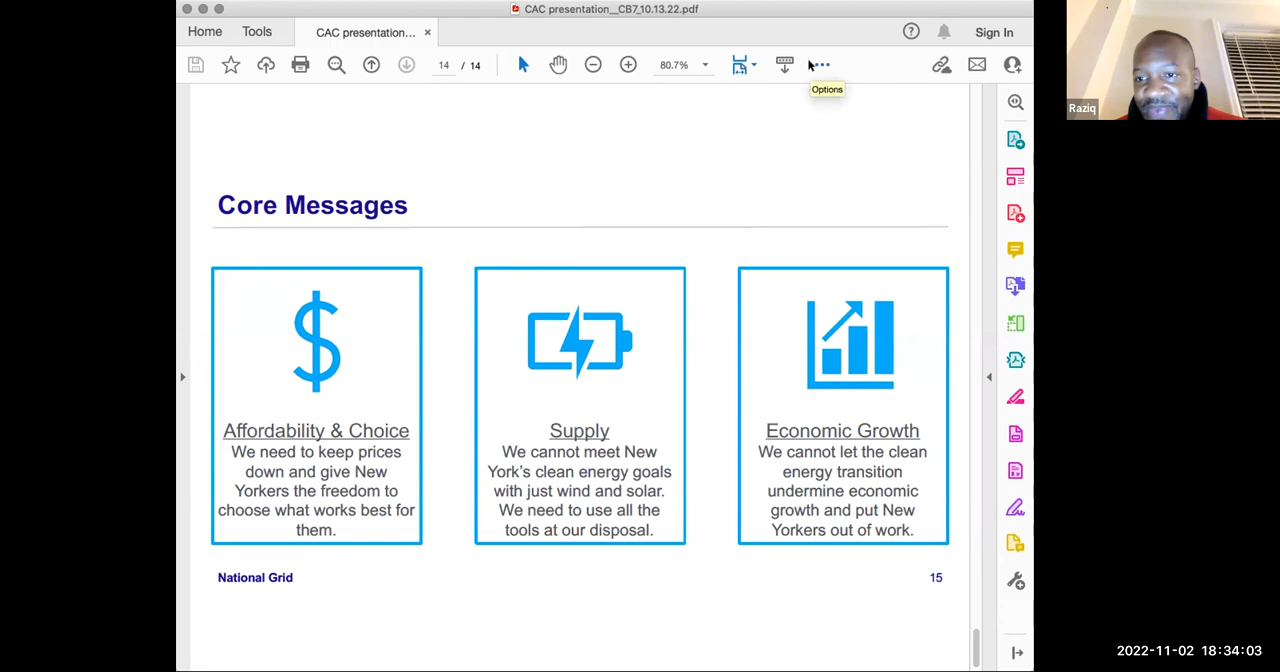 CAC presentation__CB7_10.13.22.pdf
Home Tools CAC presentation... × ? Sign In
14 / 14 80.7%
Options
Raziq
Core Messages
Affordability & Choice
We need to keep prices
down and give New
Yorkers the freedom to
choose what works best for
them.
Supply
We cannot meet New
York's clean energy goals
with just wind and solar.
We need to use all the
tools at our disposal.
Economic Growth
We cannot let the clean
energy transition
undermine economic
growth and put New
Yorkers out of work.
National Grid 15
2022-11-02 18:34:03